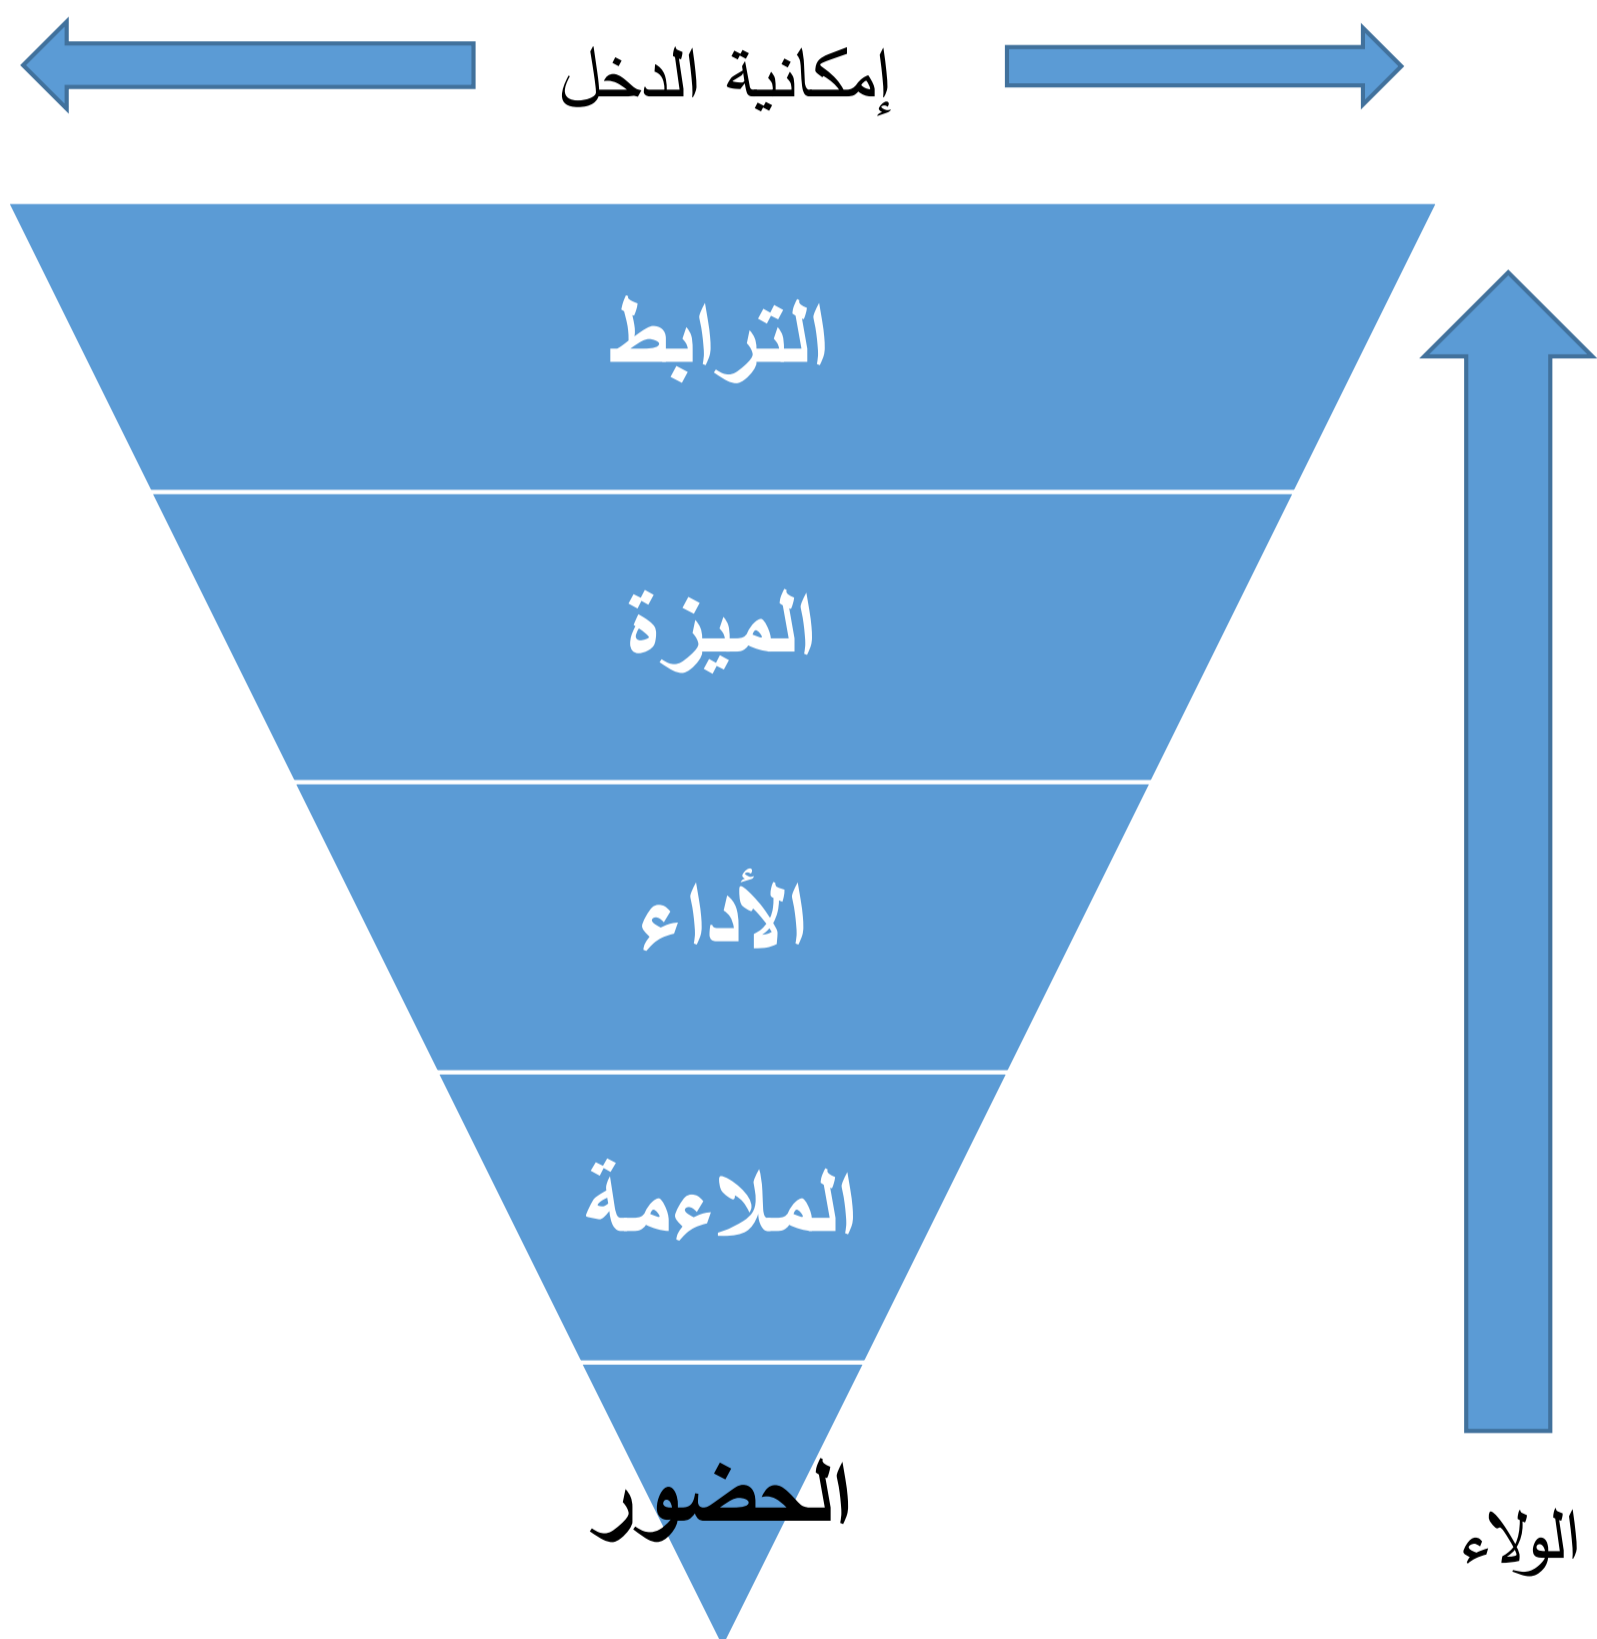 إمكانية الدخل
الترابط
الميزة
الأداء
الملاءمة
الحضور
الولاء